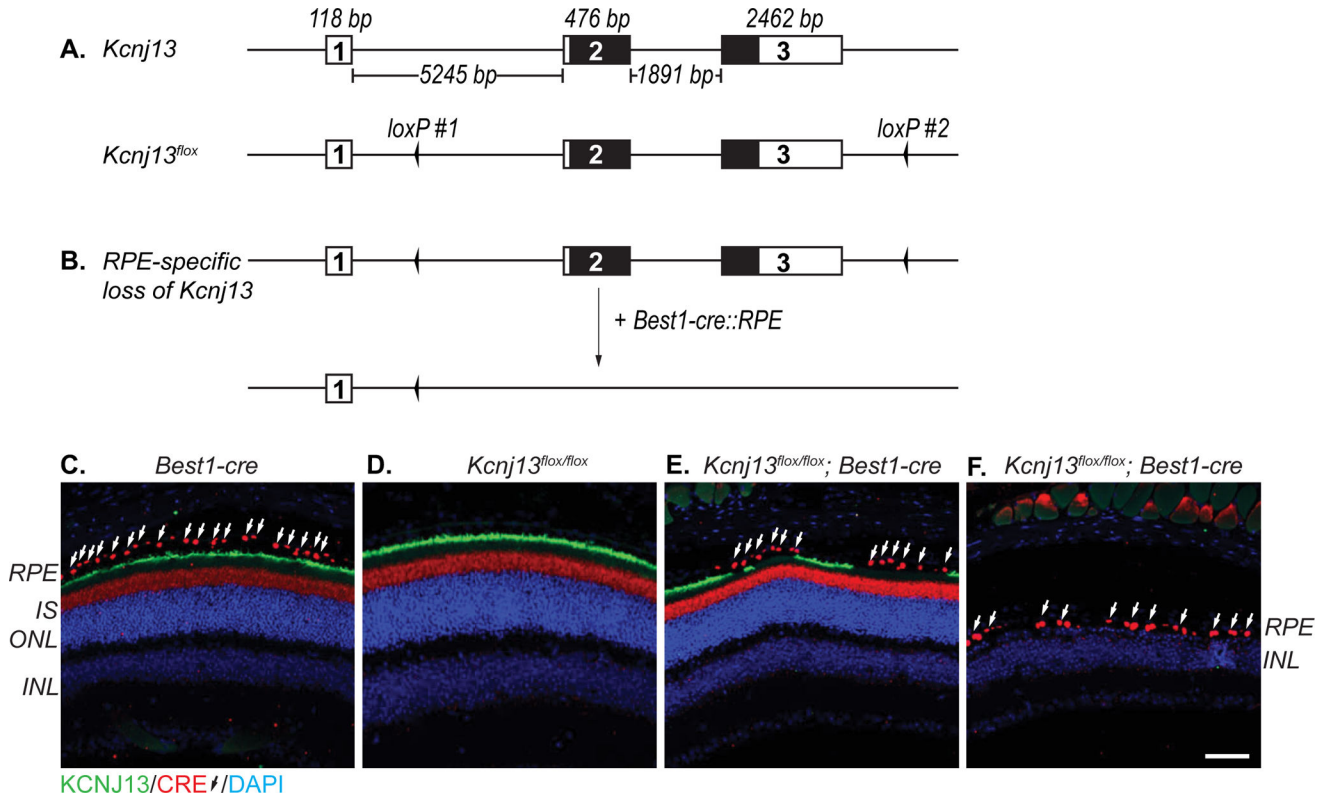 118 bp 476 bp 2462 bp
A. Kcnj13 1 2 3
5245 bp 1891 bp
loxP #1 loxP #2
Kcnj13flox 1 2 3
B. RPE-specific 1 2 3
loss of Kcnj13
+ Best1-cre::RPE
1
C. Best1-cre D. Kcnj13flox/flox E. Kcnj13flox/flox; Best1-cre F. Kcnj13flox/flox; Best1-cre
RPE
IS
ONL
INL
RPE
INL
KCNJ13/CRE/DAPI